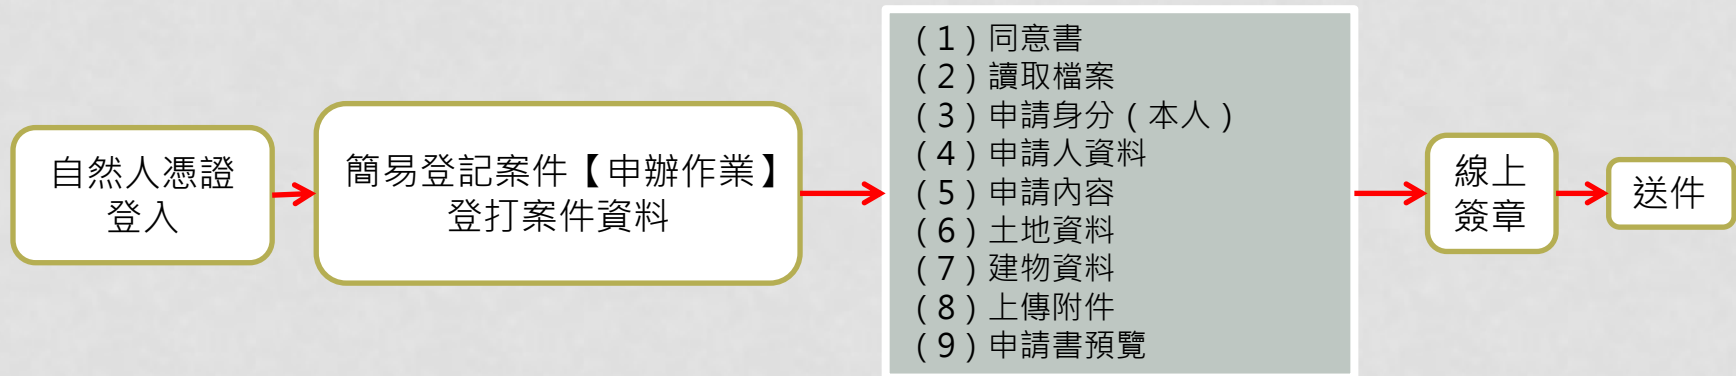 自然人憑證
登入
簡易登記案件【申辦作業】
登打案件資料
（1）同意書
（2）讀取檔案
（3）申請身分（本人）
（4）申請人資料
（5）申請內容
（6）土地資料
（7）建物資料
（8）上傳附件
（9）申請書預覽
線上
簽章
送件